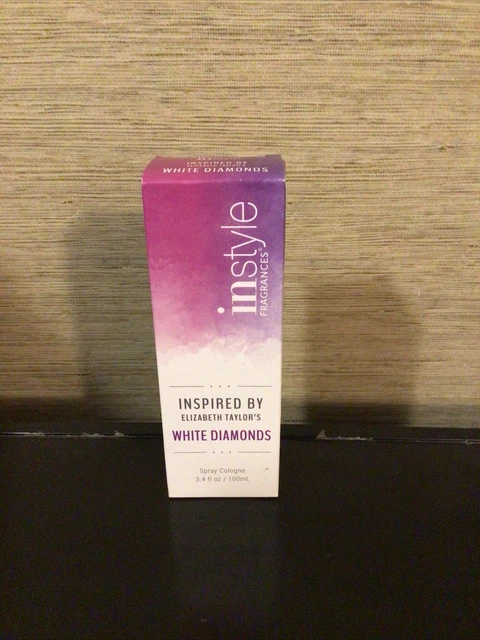 INSPIRED BY
WHITE DIAMONDS
instyle
FRAGRANCES®
INSPIRED BY
ELIZABETH TAYLOR'S
WHITE DIAMONDS
Spray Cologne
3.4 fl oz / 100mL